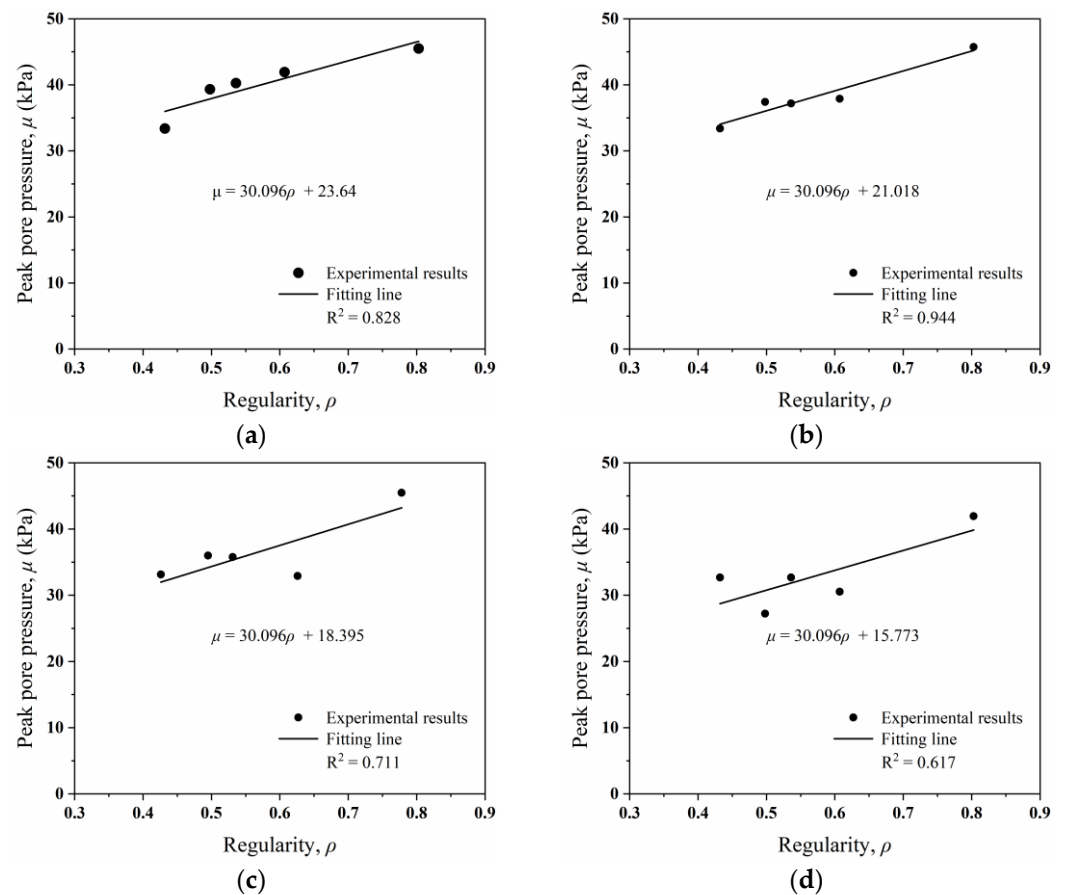 50
40
30
20
10
0
Peak pore pressure, μ (kPa)
μ = 30.096ρ + 23.64
Experimental results
Fitting line
R² = 0.828
0.3 0.4 0.5 0.6 0.7 0.8 0.9
Regularity, ρ
(a)
50
40
30
20
10
0
Peak pore pressure, μ (kPa)
μ = 30.096ρ + 21.018
Experimental results
Fitting line
R² = 0.944
0.3 0.4 0.5 0.6 0.7 0.8 0.9
Regularity, ρ
(b)
50
40
30
20
10
0
Peak pore pressure, μ (kPa)
μ = 30.096ρ + 18.395
Experimental results
Fitting line
R² = 0.711
0.3 0.4 0.5 0.6 0.7 0.8 0.9
Regularity, ρ
(c)
50
40
30
20
10
0
Peak pore pressure, μ (kPa)
μ = 30.096ρ + 15.773
Experimental results
Fitting line
R² = 0.617
0.3 0.4 0.5 0.6 0.7 0.8 0.9
Regularity, ρ
(d)